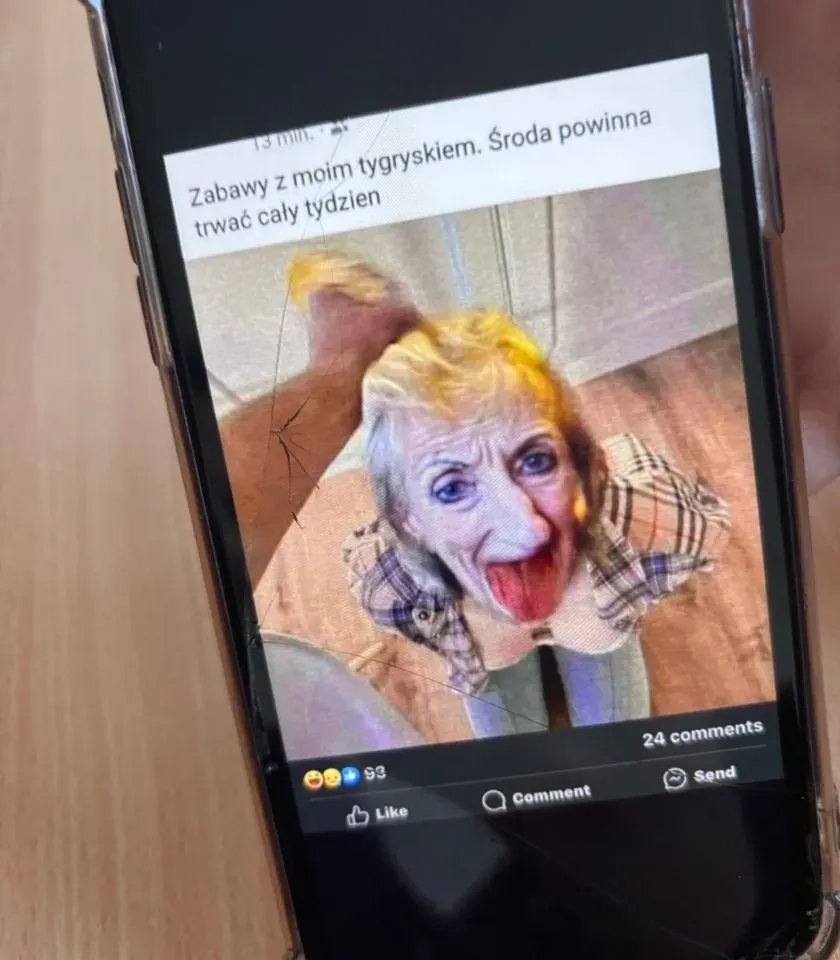 13 min.
Zabawy z moim tygryskiem. Środa powinna
trwać cały tydzien
24 comments
93
Like
Comment
Send